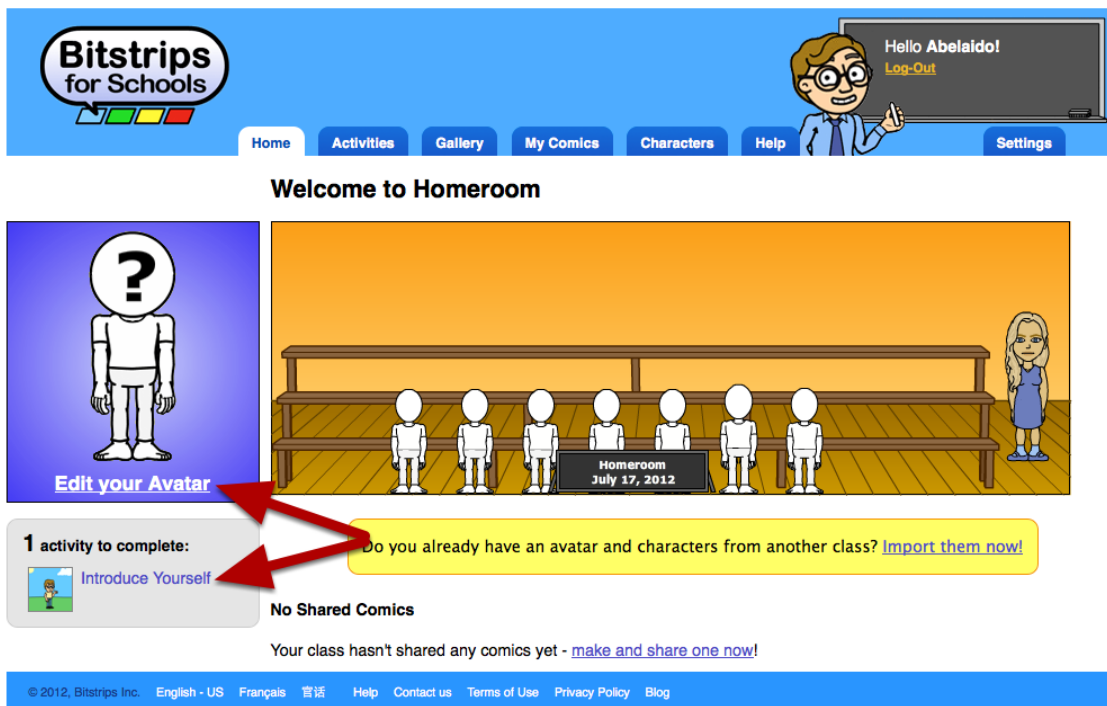 Bitstrips
for Schools
Hello Abelaido!
Log-Out
Home Activities Gallery My Comics Characters Help Settings
Welcome to Homeroom
?
Edit your Avatar
Homeroom
July 17, 2012
1 activity to complete:
Introduce Yourself
Do you already have an avatar and characters from another class? Import them now!
No Shared Comics
Your class hasn't shared any comics yet - make and share one now!
© 2012, Bitstrips Inc. English - US Français 官话 Help Contact us Terms of Use Privacy Policy Blog